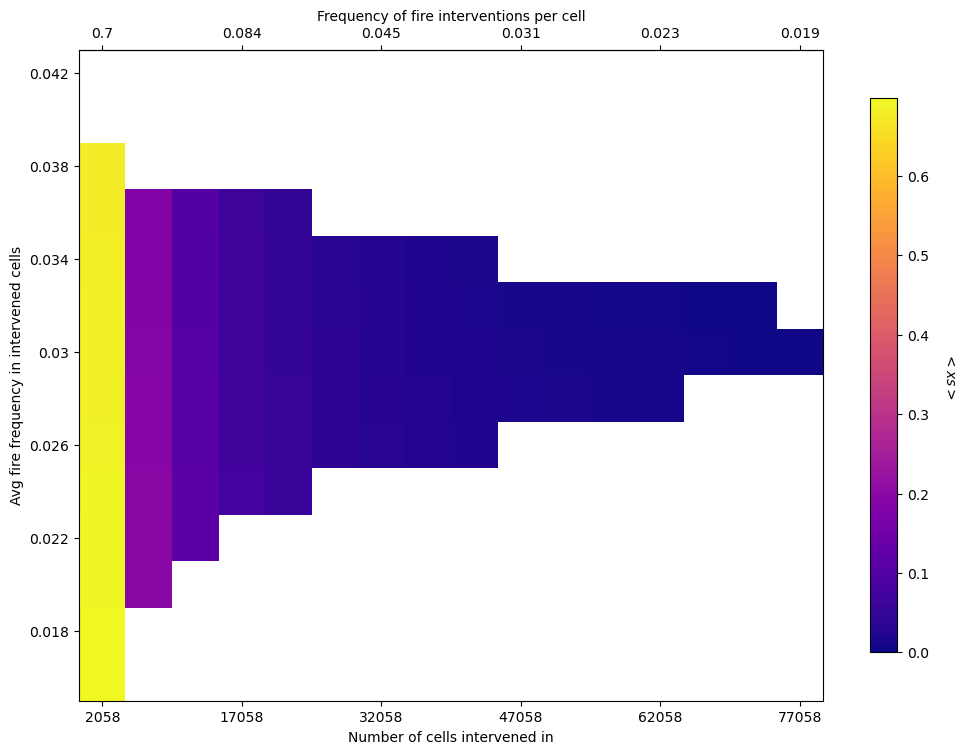 Frequency of fire interventions per cell
0.7 0.084 0.045 0.031 0.023 0.019
Avg fire frequency in intervened cells
0.042
0.038
0.034
0.03
0.026
0.022
0.018
2058 17058 32058 47058 62058 77058
Number of cells intervened in
0.6
0.5
0.4
0.3
0.2
0.1
0.0
< sx >